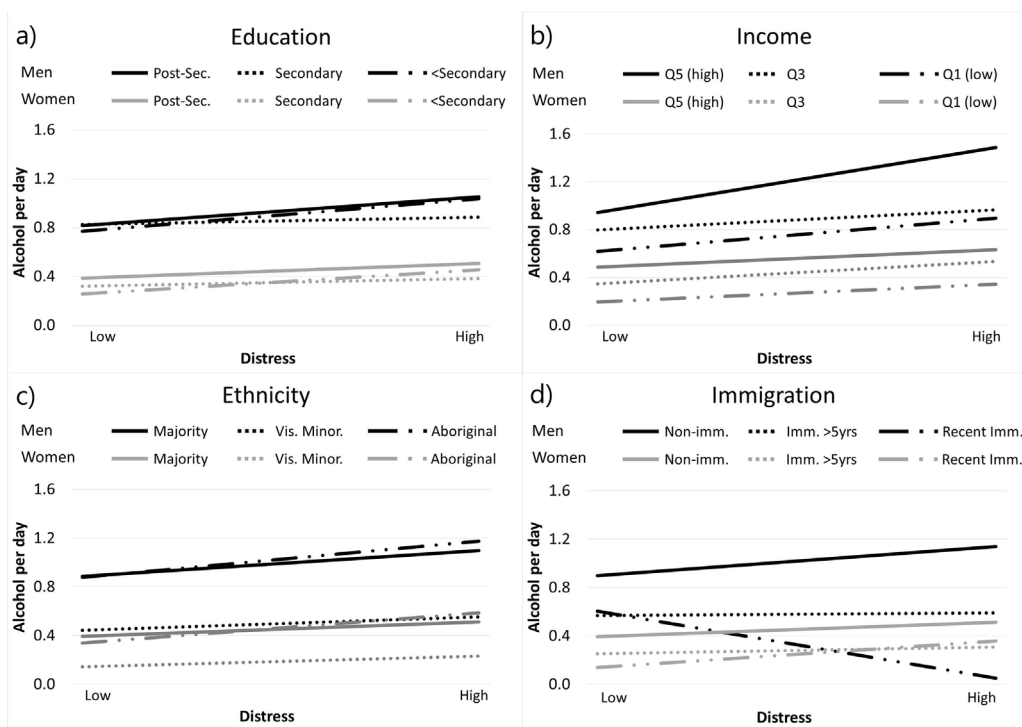 a) Education
Men Post-Sec. Secondary <Secondary
Women Post-Sec. Secondary <Secondary
Alcohol per day
1.6
1.2
0.8
0.4
0.0
Low High
Distress
b) Income
Men Q5 (high) Q3 Q1 (low)
Women Q5 (high) Q3 Q1 (low)
Alcohol per day
1.6
1.2
0.8
0.4
0.0
Low High
Distress
c) Ethnicity
Men Majority Vis. Minor. Aboriginal
Women Majority Vis. Minor. Aboriginal
Alcohol per day
1.6
1.2
0.8
0.4
0.0
Low High
Distress
d) Immigration
Men Non-imm. Imm. >5yrs Recent Imm.
Women Non-imm. Imm. >5yrs Recent Imm.
Alcohol per day
1.6
1.2
0.8
0.4
0.0
Low High
Distress